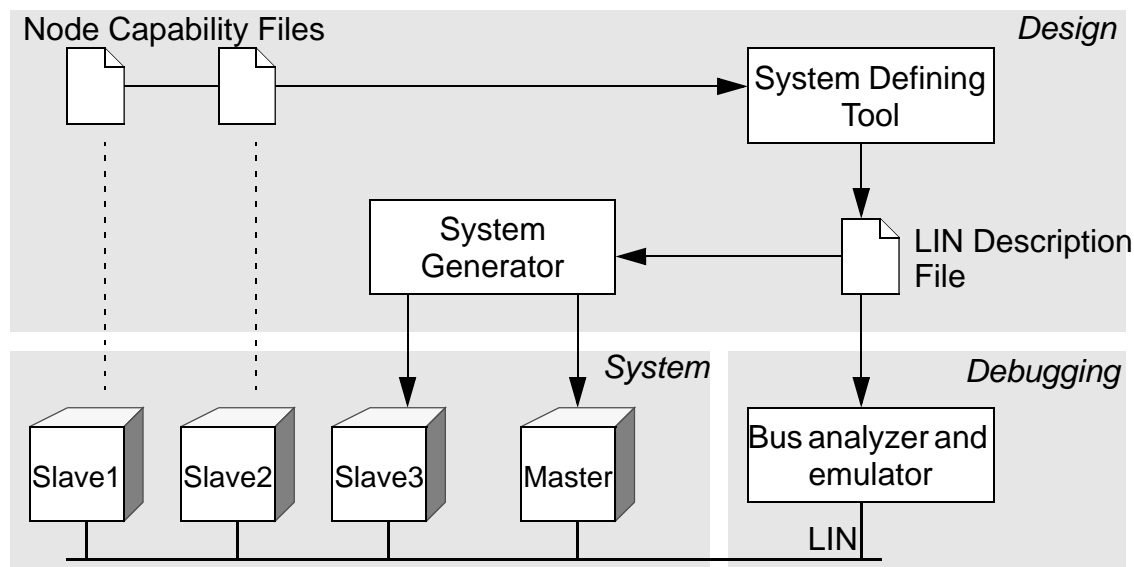 Node Capability Files
Design
System Defining
Tool
System
Generator
LIN Description
File
System
Debugging
Slave1
Slave2
Slave3
Master
Bus analyzer and
emulator
LIN